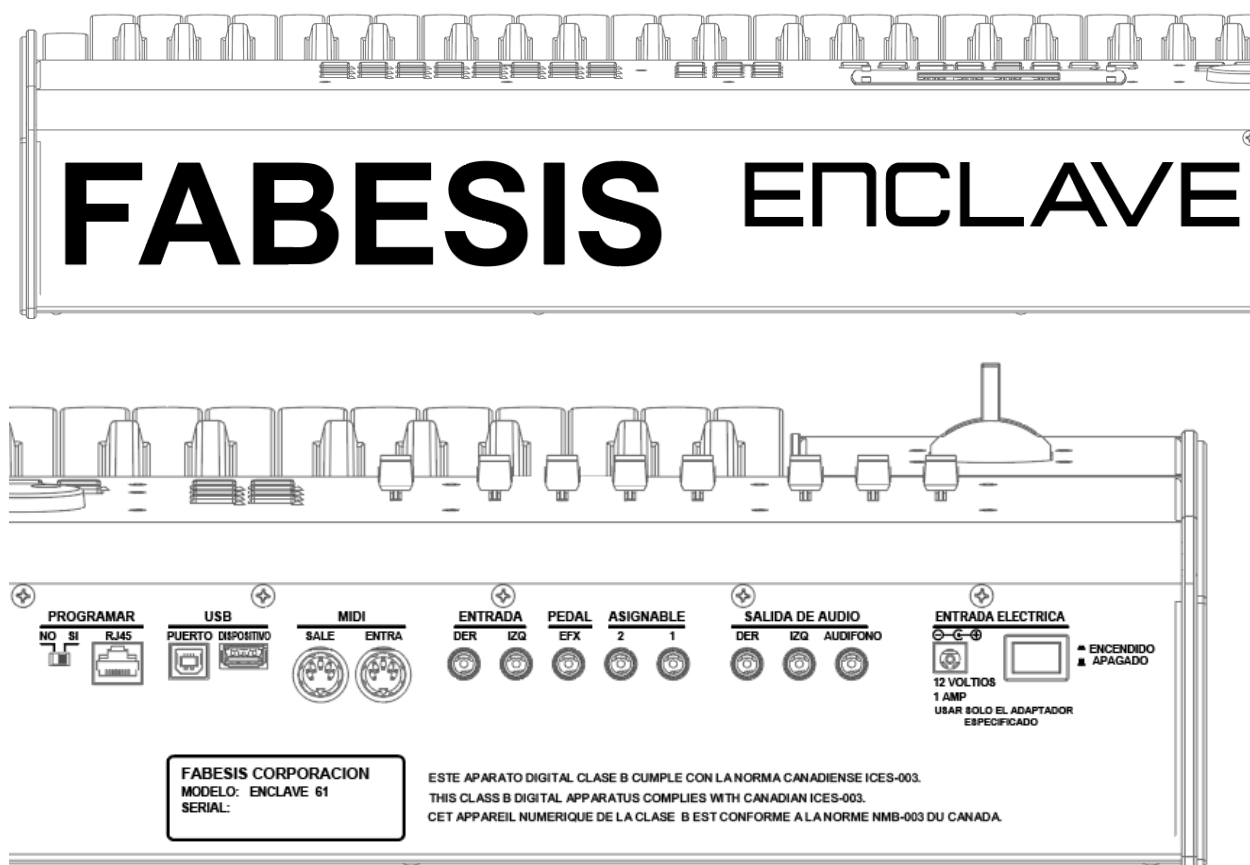 FABESIS ENCLAVE
PROGRAMAR USB MIDI ENTRADA PEDAL ASIGNABLE SALIDA DE AUDIO ENTRADA ELECTRICA
NO SI RJ45 PUERTO DISPOSITIVO SALE ENTRA DER IZQ EFX 2 1 DER IZQ AUDIFONO
ENCENDIDO
APAGADO
12 VOLTIOS
1 AMP
USAR SOLO EL ADAPTADOR
ESPECIFICADO
FABESIS CORPORACION
MODELO: ENCLAVE 61
SERIAL:
ESTE APARATO DIGITAL CLASE B CUMPLE CON LA NORMA CANADIENSE ICES-003.
THIS CLASS B DIGITAL APPARATUS COMPLIES WITH CANADIAN ICES-003.
CET APPAREIL NUMERIQUE DE LA CLASE B EST CONFORME A LA NORME NMB-003 DU CANADA.